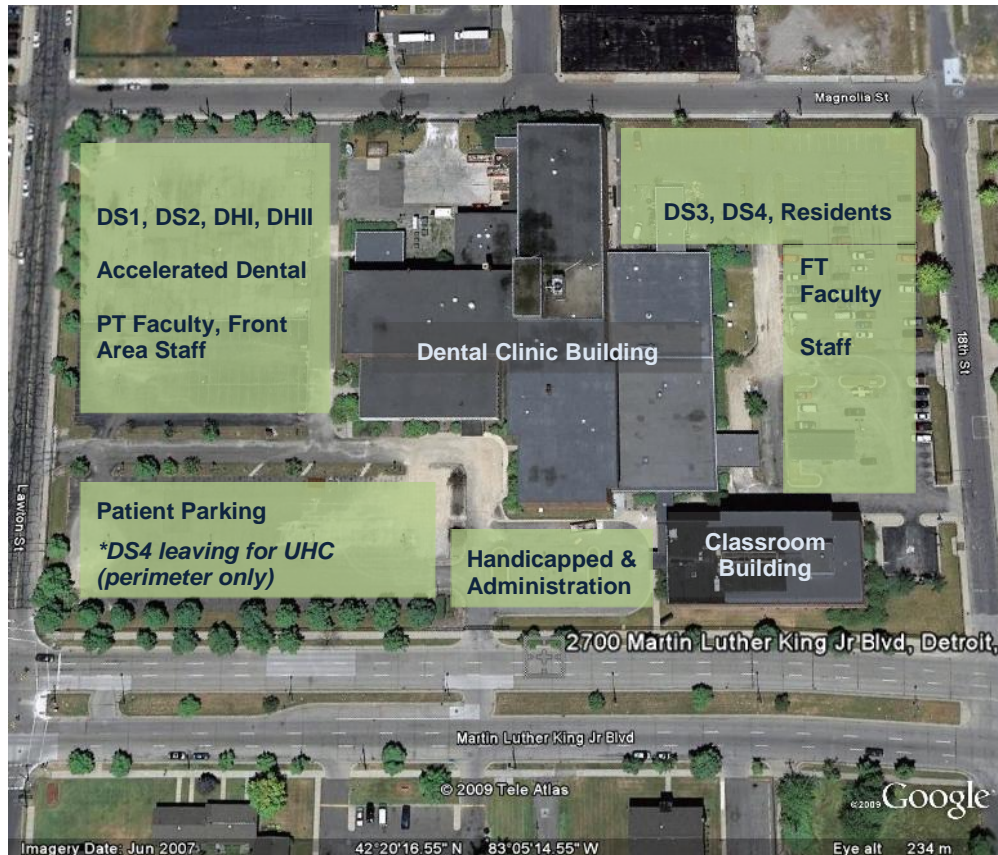 Magnolia St
DS1, DS2, DHI, DHII
Accelerated Dental
PT Faculty, Front
Area Staff
DS3, DS4, Residents
FT
Faculty
Staff
Dental Clinic Building
18th St
Lawton St
Patient Parking
*DS4 leaving for UHC
(perimeter only)
Handicapped &
Administration
Classroom
Building
2700 Martin Luther King Jr Blvd, Detroit,
Martin Luther King Jr Blvd
© 2009 Tele Atlas
©2009 Google
Imagery Date: Jun 2007 42°20'16.55" N 83°05'14.55" W Eye alt 234 m